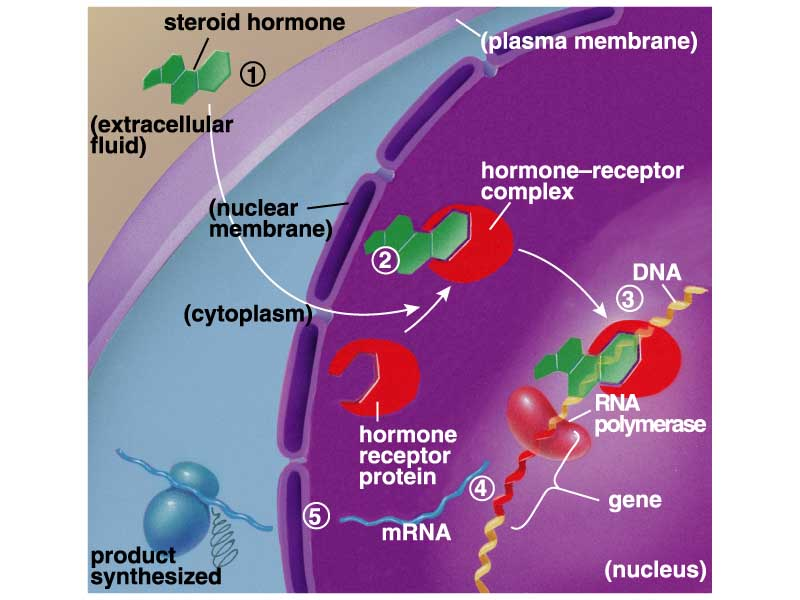 steroid hormone
(plasma membrane)
1
(extracellular
fluid)
hormone–receptor
complex
(nuclear
membrane)
2
DNA
3
(cytoplasm)
RNA
polymerase
hormone
receptor
protein
4
gene
5
mRNA
product
synthesized
(nucleus)